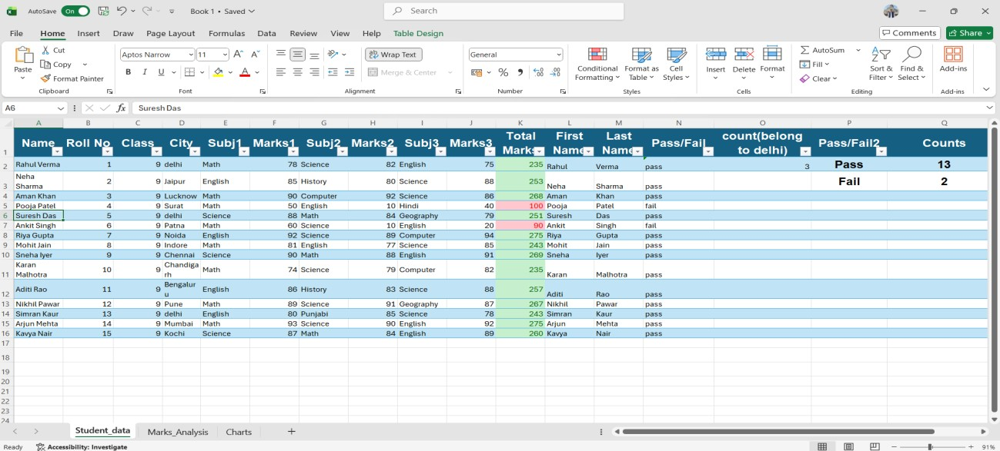 AutoSave On Book 1 • Saved Search
File Home Insert Draw Page Layout Formulas Data Review View Help Table Design Comments Share
Paste Cut Copy Format Painter Clipboard
Aptos Narrow 11 A A B I U A Font
Wrap Text Merge & Center Alignment
General % Number
Conditional Formatting Format as Table Cell Styles Styles
Insert Delete Format Cells
AutoSum Fill Clear Sort & Filter Find & Select Editing
Add-ins Add-ins
A6 fx Suresh Das
A B C D E F G H I J K L M N O P Q
1 Name Roll No Class City Subj1 Marks1 Subj2 Marks2 Subj3 Marks3 Total Marks First Name Last Name Pass/Fail count(belong to delhi) Pass/Fail2 Counts
2 Rahul Verma 1 9 delhi Math 78 Science 82 English 75 235 Rahul Verma pass 3 Pass 13
3 Neha Sharma 2 9 Jaipur English 85 History 80 Science 88 253 Neha Sharma pass Fail 2
4 Aman Khan 3 9 Lucknow Math 90 Computer 92 Science 86 268 Aman Khan pass
5 Pooja Patel 4 9 Surat Math 50 English 10 Hindi 40 100 Pooja Patel fail
6 Suresh Das 5 9 delhi Science 88 Math 84 Geography 79 251 Suresh Das pass
7 Ankit Singh 6 9 Patna Math 60 Science 10 English 20 90 Ankit Singh fail
8 Riya Gupta 7 9 Noida English 92 Science 89 Computer 94 275 Riya Gupta pass
9 Mohit Jain 8 9 Indore Math 81 English 77 Science 85 243 Mohit Jain pass
10 Sneha Iyer 9 9 Chennai Science 90 Math 88 English 91 269 Sneha Iyer pass
11 Karan Malhotra 10 9 Chandigarh Math 74 Science 79 Computer 82 235 Karan Malhotra pass
12 Aditi Rao 11 9 Bengaluru English 86 History 83 Science 88 257 Aditi Rao pass
13 Nikhil Pawar 12 9 Pune Math 89 Science 91 Geography 87 267 Nikhil Pawar pass
14 Simran Kaur 13 9 delhi English 80 Punjabi 85 Science 78 243 Simran Kaur pass
15 Arjun Mehta 14 9 Mumbai Math 93 Science 90 English 92 275 Arjun Mehta pass
16 Kavya Nair 15 9 Kochi Science 87 Math 84 English 89 260 Kavya Nair pass
17
18
19
20
21
22
23
24
Student_data Marks_Analysis Charts
Ready Accessibility: Investigate 91%